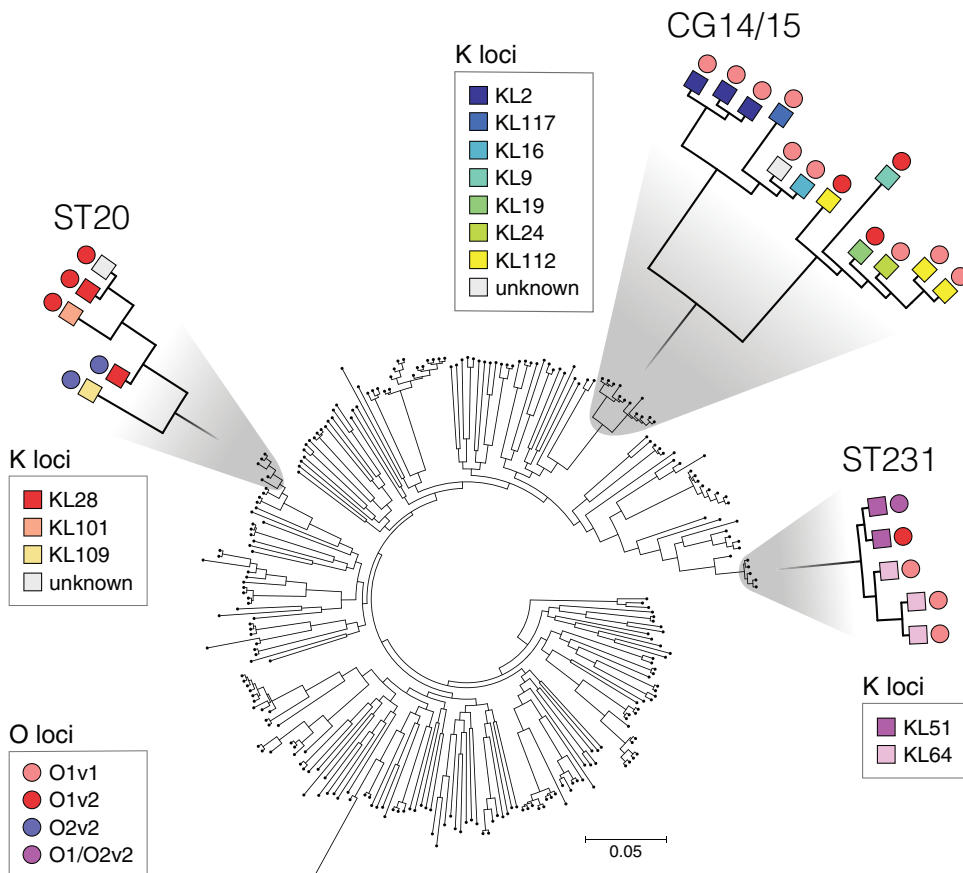 CG14/15
K loci
KL2
KL117
KL16
KL9
KL19
KL24
KL112
unknown
ST20
K loci
KL28
KL101
KL109
unknown
ST231
K loci
KL51
KL64
O loci
O1v1
O1v2
O2v2
O1/O2v2
0.05